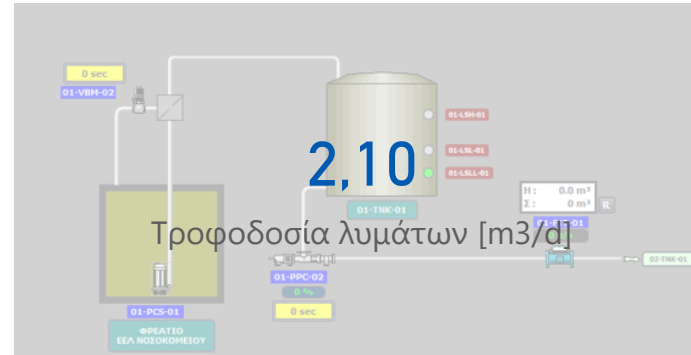 0 sec
01-VBM-02
01-LSH-01
01-LSL-01
2,10
01-LSLL-01
H: 0.0 m³
Σ: 0 m³ R
01-TNK-01
Τροφοδοσία λυμάτων [m3/d]
02-TNK-01
01-PPC-02
0 %
01-PCS-01
0 sec
ΦΡΕΑΤΙΟ
ΕΕΛ ΝΟΣΟΚΟΜΕΙΟΥ